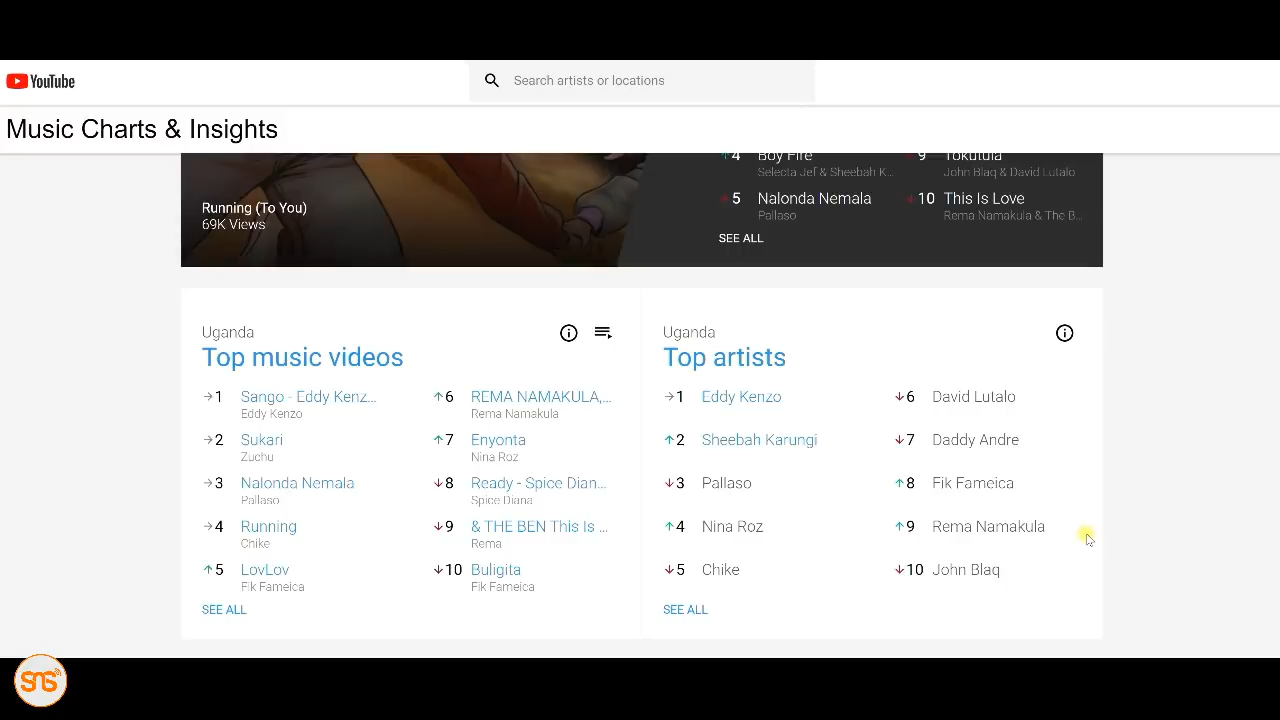 YouTube
Search artists or locations
Music Charts & Insights
4 Boy Fire
Selecta Jef & Sheebah K...
9 Tokutula
John Blaq & David Lutalo
Running (To You)
69K Views
5 Nalonda Nemala
Pallaso
10 This Is Love
Rema Namakula & The B...
SEE ALL
Uganda
Top music videos
1 Sango - Eddy Kenz...
Eddy Kenzo
2 Sukari
Zuchu
3 Nalonda Nemala
Pallaso
4 Running
Chike
5 LovLov
Fik Fameica
6 REMA NAMAKULA,...
Rema Namakula
7 Enyonta
Nina Roz
8 Ready - Spice Dian...
Spice Diana
9 & THE BEN This Is ...
Rema
10 Buligita
Fik Fameica
SEE ALL
Uganda
Top artists
1 Eddy Kenzo
2 Sheebah Karungi
3 Pallaso
4 Nina Roz
5 Chike
6 David Lutalo
7 Daddy Andre
8 Fik Fameica
9 Rema Namakula
10 John Blaq
SEE ALL
SNS